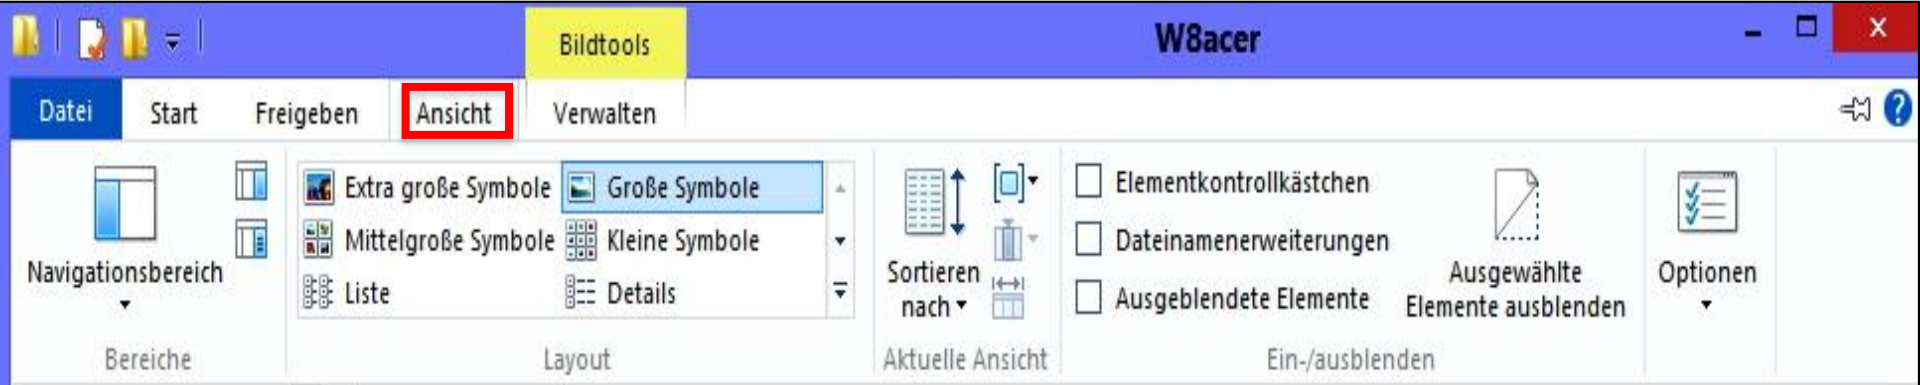 Bildtools
W8acer
Datei
Start
Freigeben
Ansicht
Verwalten
Navigationsbereich
Bereiche
Extra große Symbole
Große Symbole
Mittelgroße Symbole
Kleine Symbole
Liste
Details
Layout
Sortieren
nach
Aktuelle Ansicht
Elementkontrollkästchen
Dateinamenerweiterungen
Ausgeblendete Elemente
Ausgewählte
Elemente ausblenden
Ein-/ausblenden
Optionen